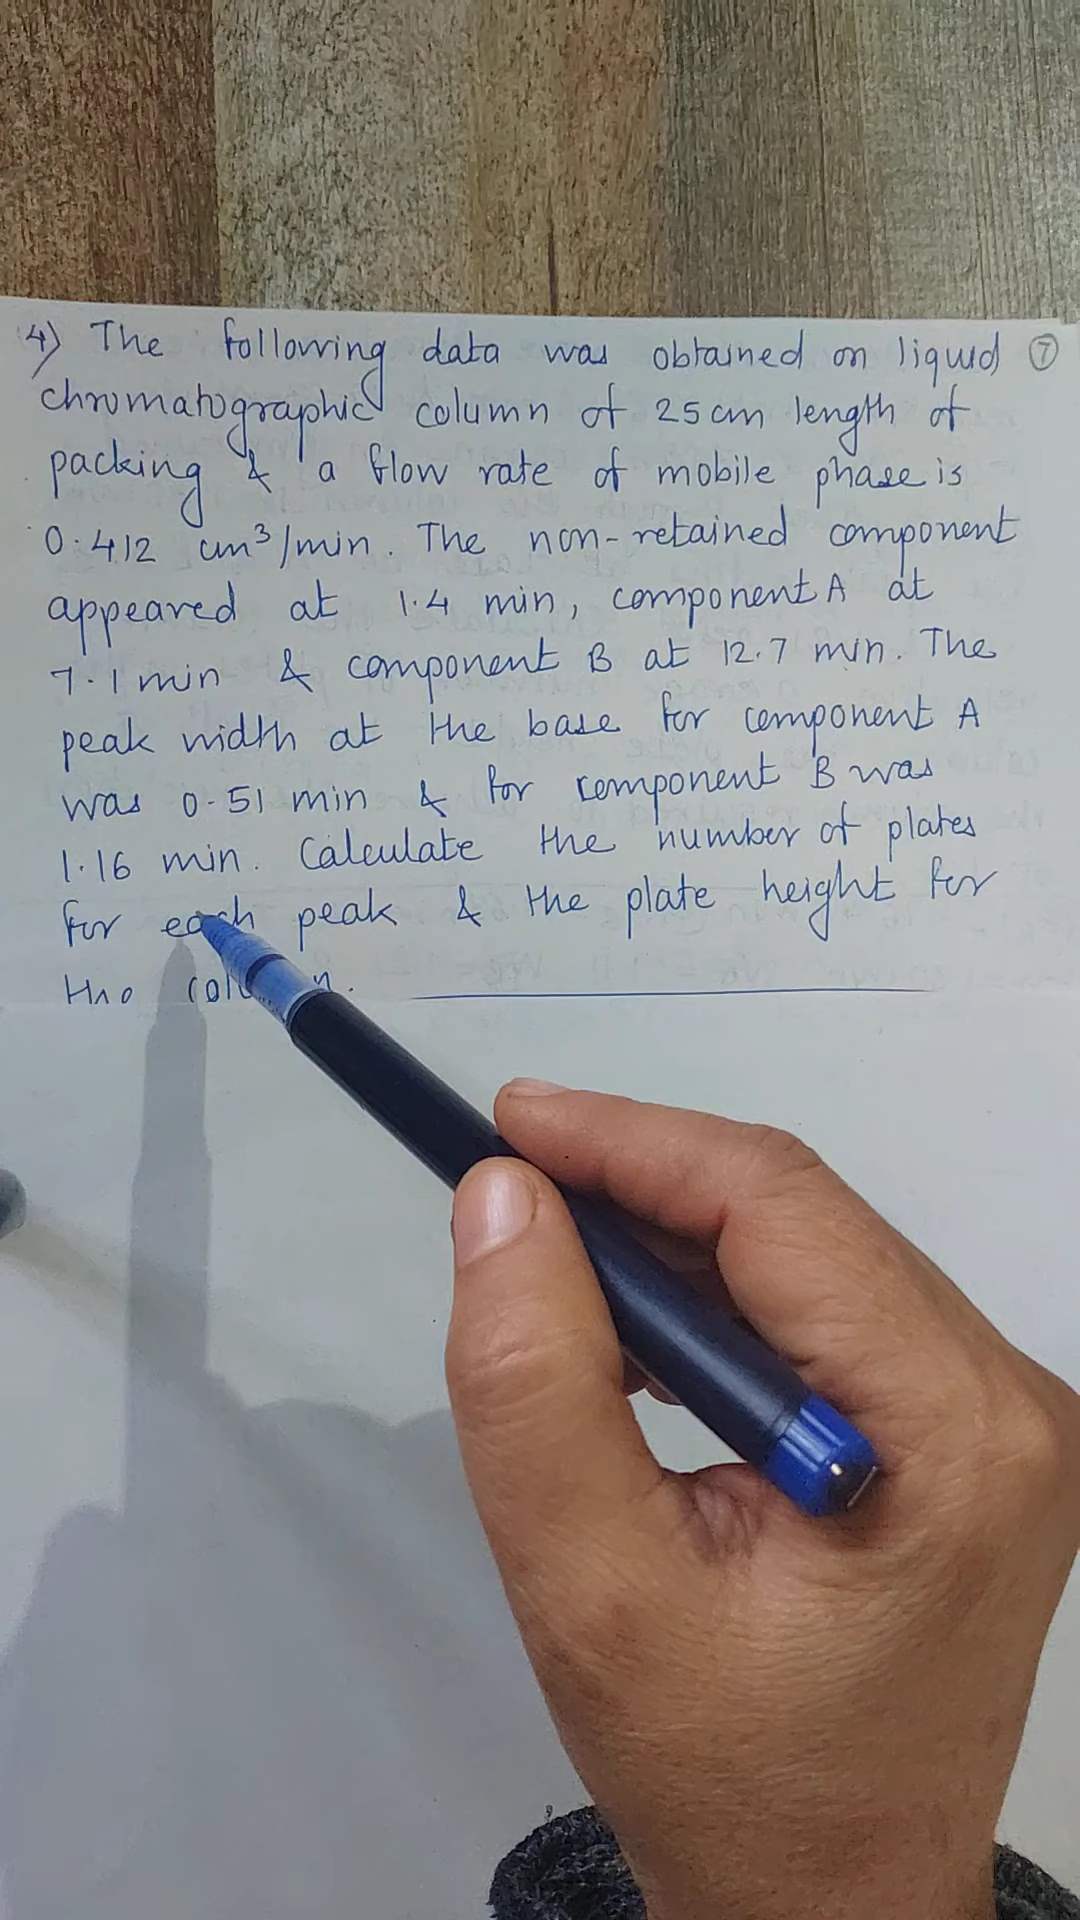 4) The following data was obtained on liquid ⑦
chromatographic column of 25 cm length of
packing & a flow rate of mobile phase is
0.412 cm³/min. The non-retained component
appeared at 1.4 min, component A at
7.1 min & component B at 12.7 min. The
peak width at the base for component A
was 0.51 min & for component B was
1.16 min. Calculate the number of plates
for each peak & the plate height for
the column.